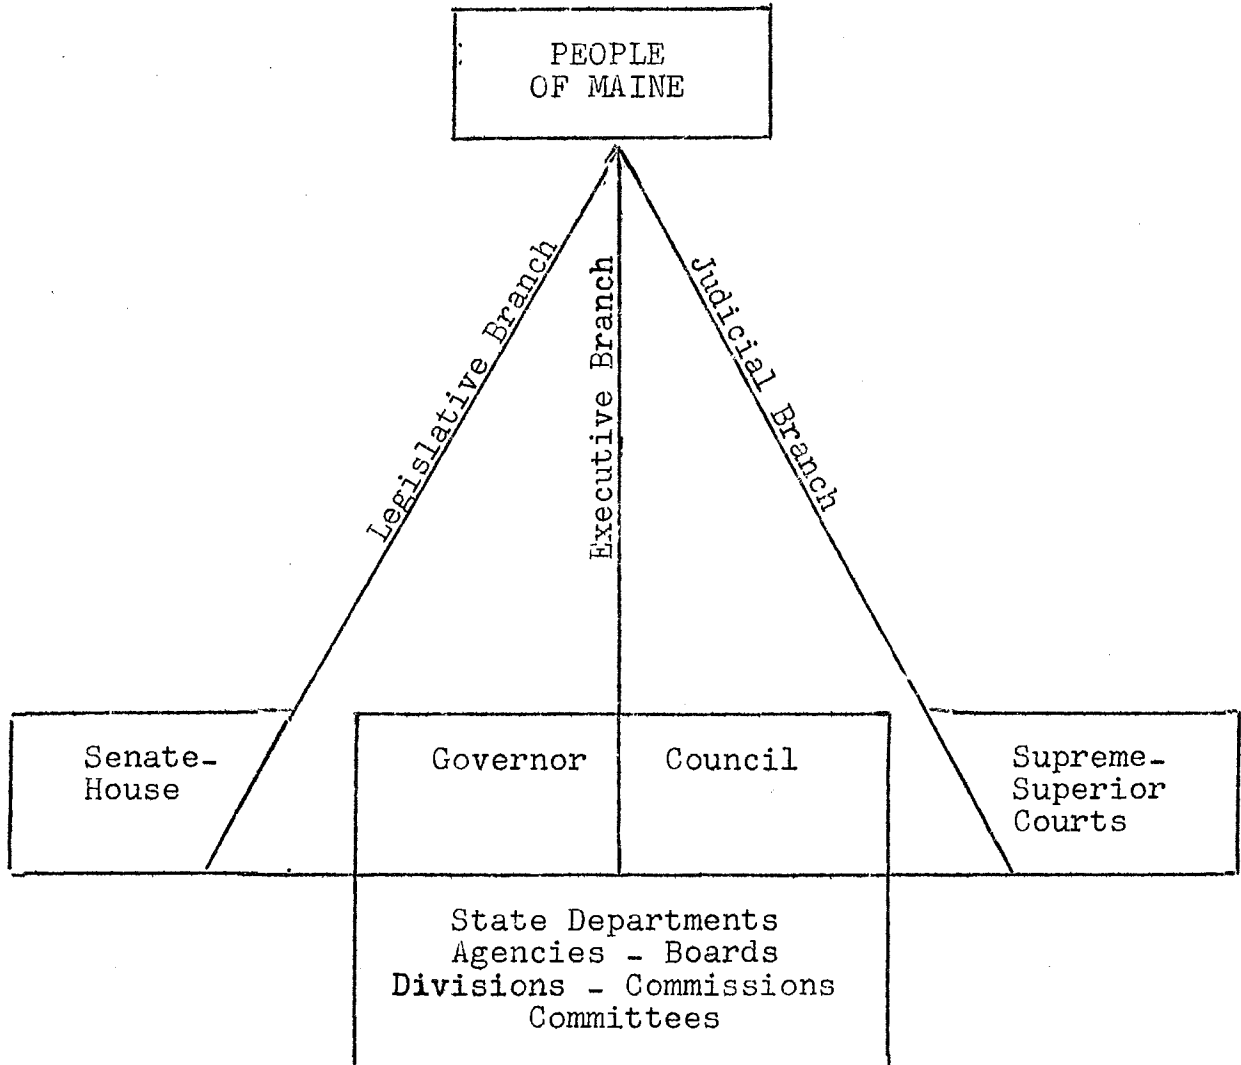 PEOPLE
OF MAINE
Legislative Branch
Executive Branch
Judicial Branch
Senate-
House
Governor
Council
Supreme-
Superior
Courts
State Departments
Agencies - Boards
Divisions - Commissions
Committees